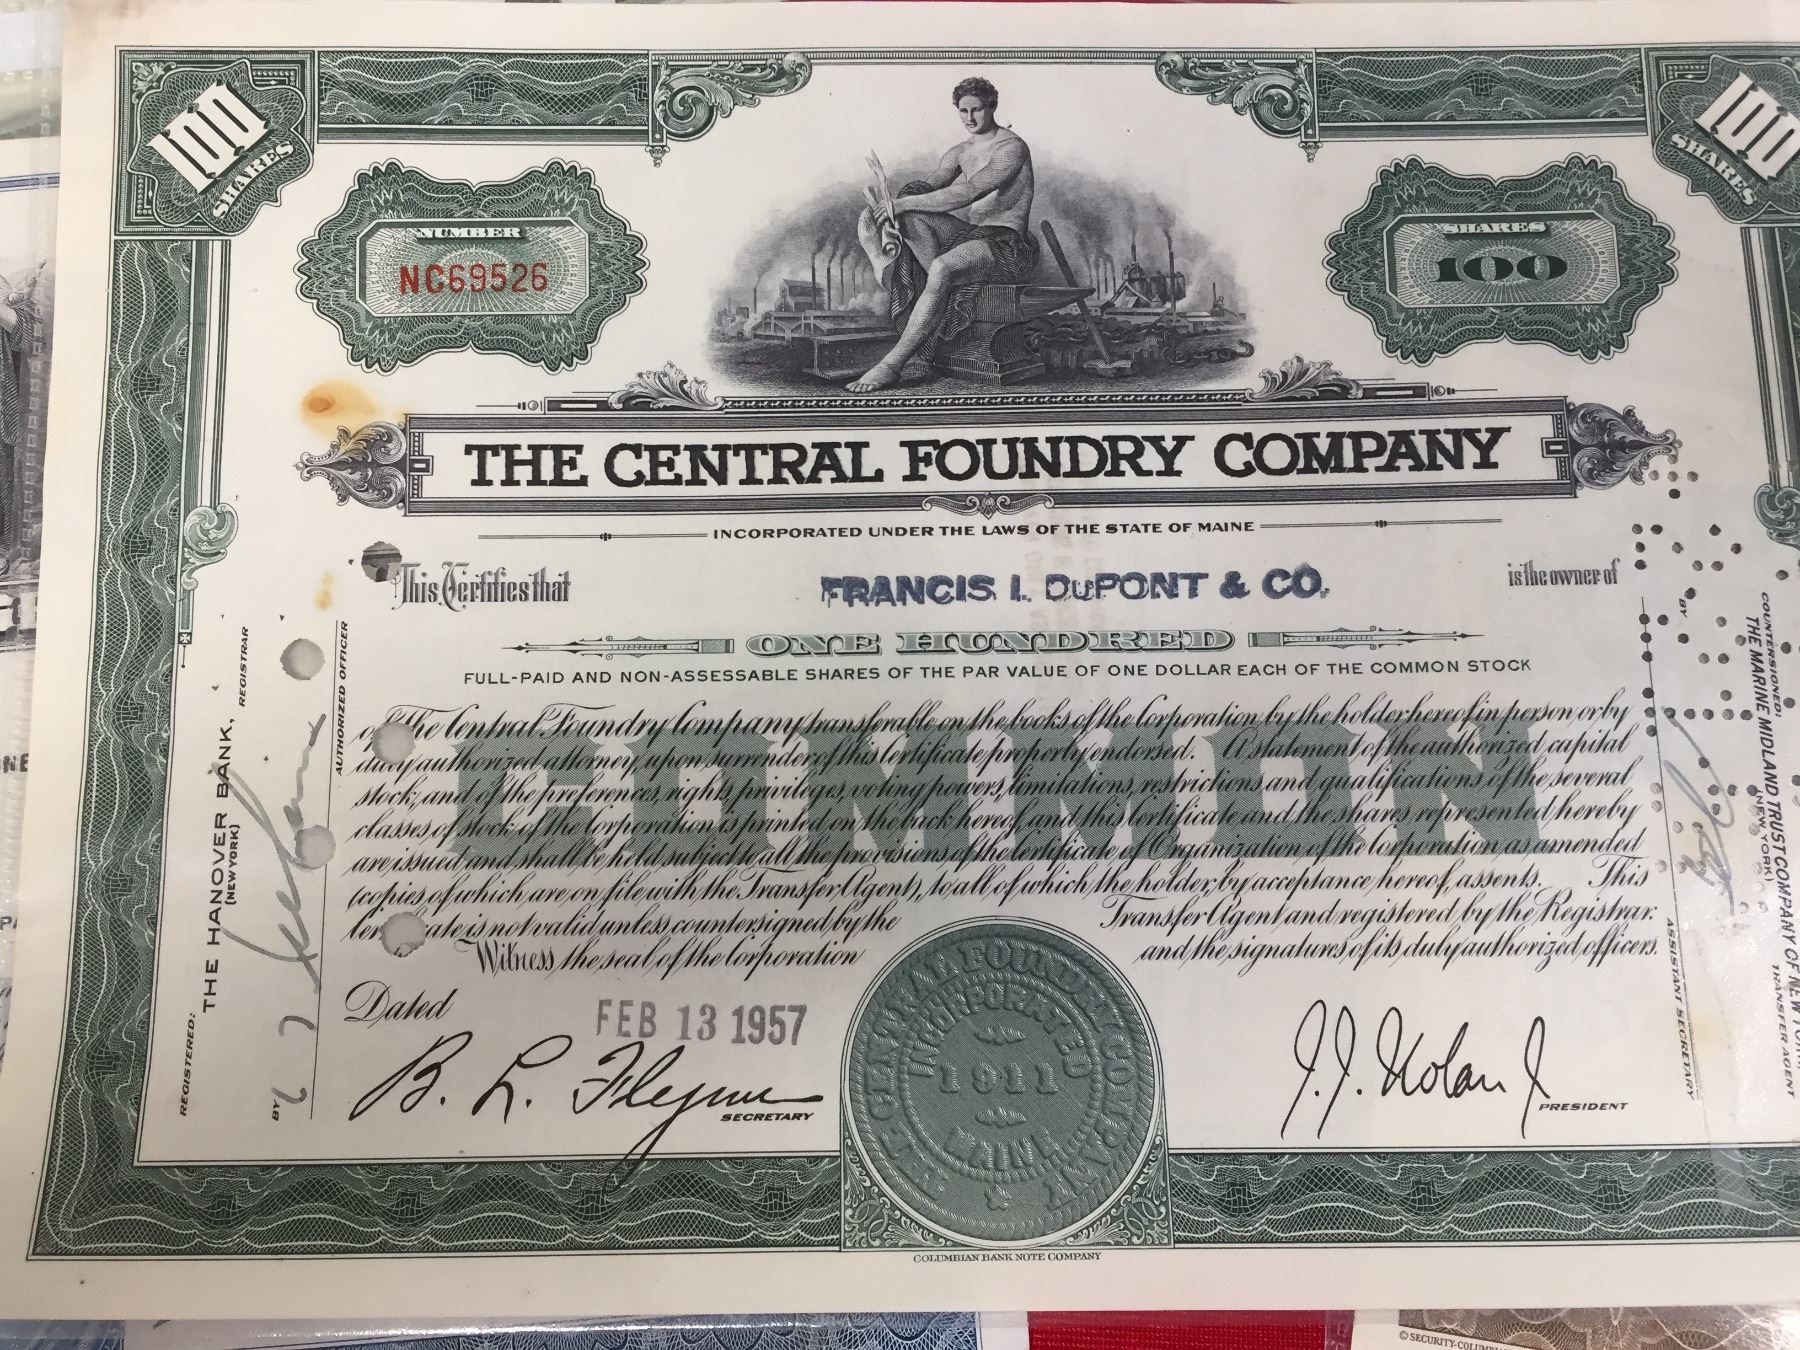 100 SHARES
100 SHARES
NUMBER
NC69526
SHARES
100
THE CENTRAL FOUNDRY COMPANY
INCORPORATED UNDER THE LAWS OF THE STATE OF MAINE
This Certifies that FRANCIS I. DUPONT & CO. is the owner of
ONE HUNDRED
FULL-PAID AND NON-ASSESSABLE SHARES OF THE PAR VALUE OF ONE DOLLAR EACH OF THE COMMON STOCK
COMMON
of The Central Foundry Company transferable on the books of the Corporation by the holder hereof in person or by
duly authorized attorney, upon surrender of this Certificate properly endorsed. A statement of the authorized capital
stock, and of the preferences, rights, privileges, voting powers, limitations, restrictions and qualifications of the several
classes of stock of the Corporation is printed on the back hereof, and this Certificate and the shares represented hereby
are issued and shall be held subject to all the provisions of the Certificate of Organization of the Corporation as amended
(copies of which are on file with the Transfer Agent), to all of which the holder, by acceptance hereof, assents. This
Certificate is not valid unless countersigned by the Transfer Agent and registered by the Registrar.
Witness the seal of the Corporation and the signatures of its duly authorized officers.
Dated FEB 13 1957
B. L. Flynn
SECRETARY
J. J. Nolan Jr
PRESIDENT
THE CENTRAL FOUNDRY COMPANY
INCORPORATED
1911
MAINE
COLUMBIAN BANK NOTE COMPANY
REGISTERED:
THE HANOVER BANK,
(NEW YORK)
REGISTRAR
BY
AUTHORIZED OFFICER
COUNTERSIGNED:
THE MARINE MIDLAND TRUST COMPANY OF NEW YORK
(NEW YORK)
TRANSFER AGENT
BY
ASSISTANT SECRETARY
© SECURITY-COLUMBIAN